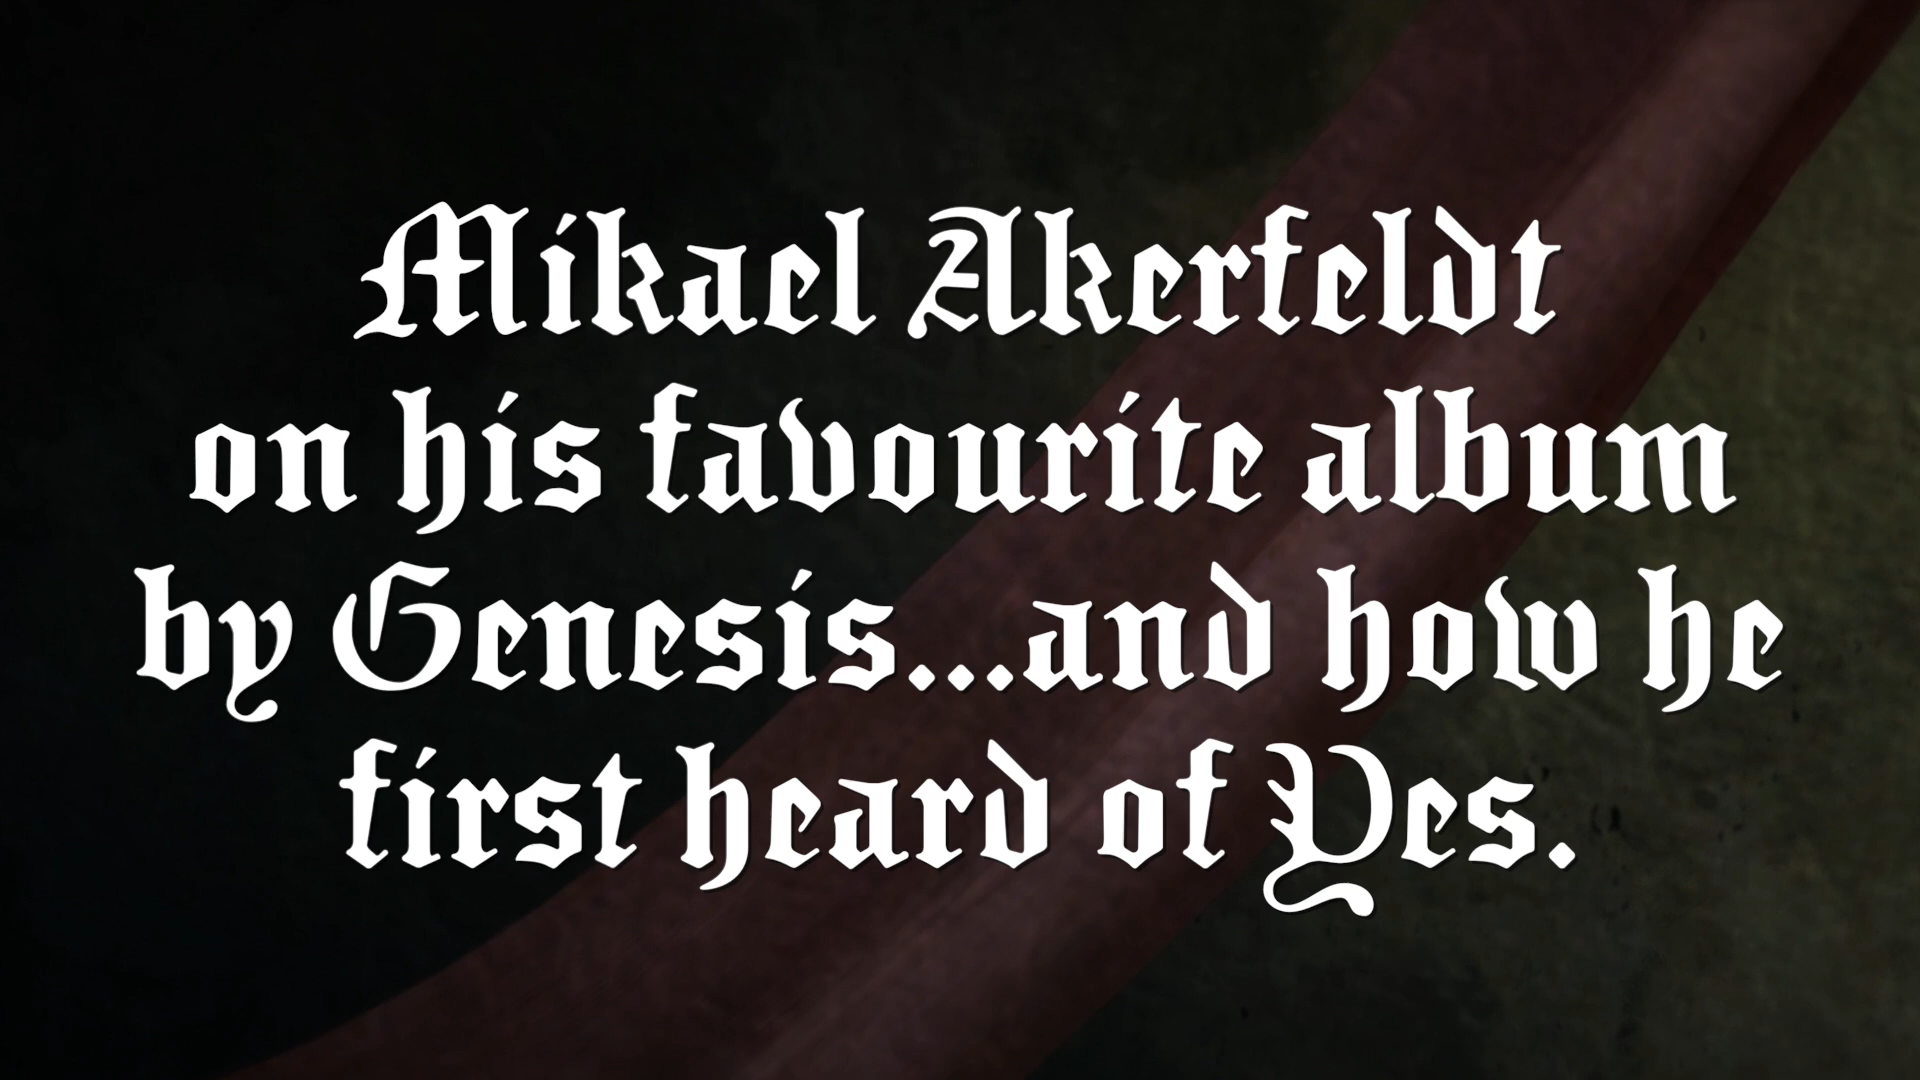 Mikael Akerfeldt
on his favourite album
by Genesis...and how he
first heard of Yes.